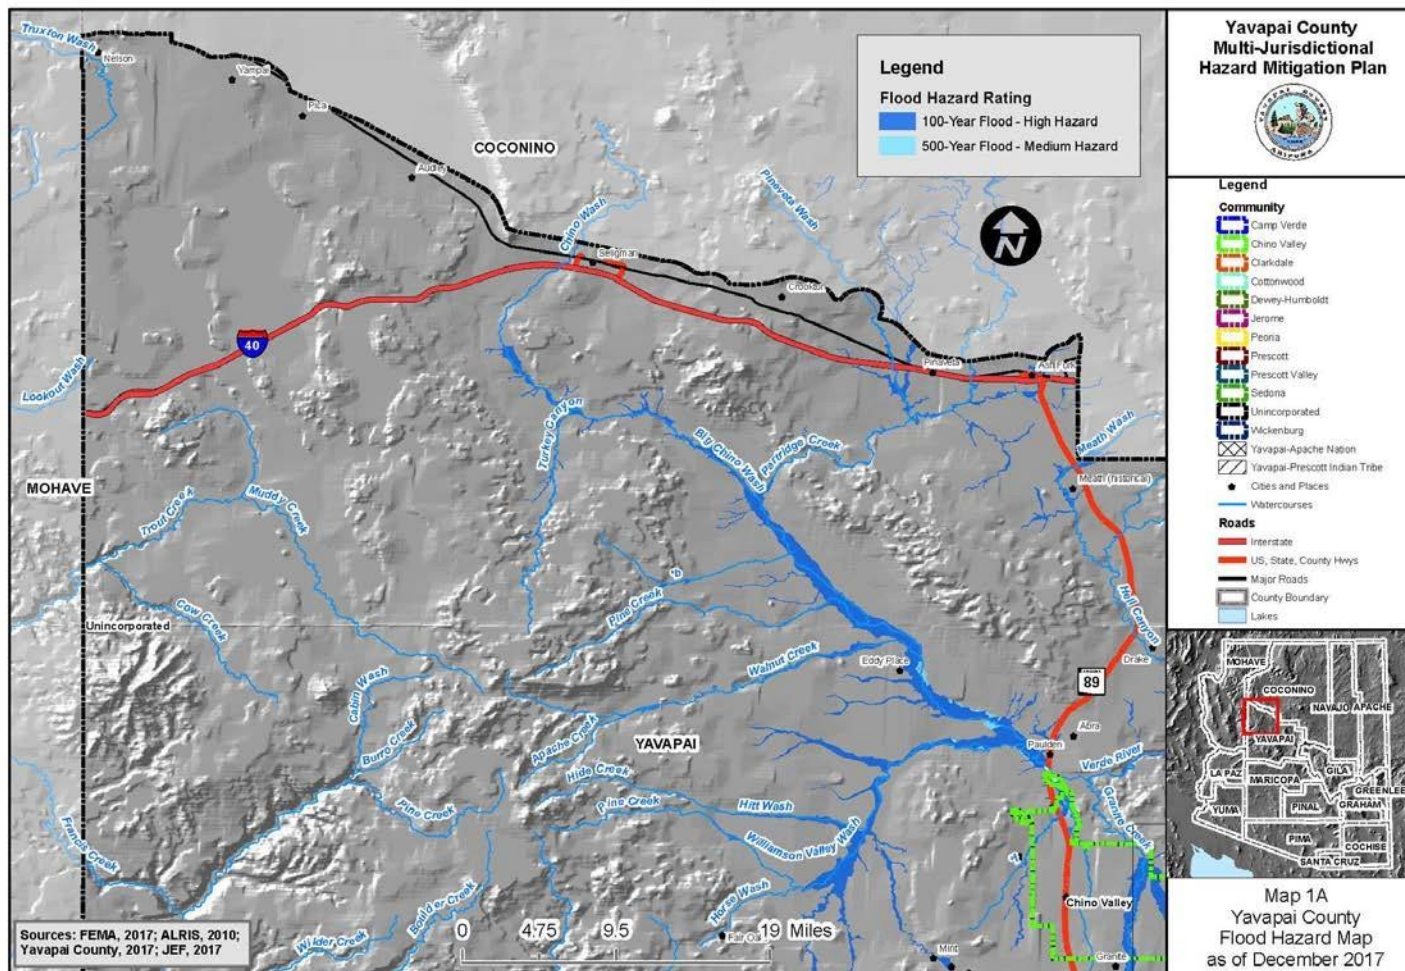 Truxton Wash
Nelson
Yampai
Pica
Audley
COCONINO
Chino Wash
Seligman
Pineveta Wash
Crookton
Pinaveta
Ash Fork
Legend
Flood Hazard Rating
100-Year Flood - High Hazard
500-Year Flood - Medium Hazard
N
40
Lookout Wash
MOHAVE
Trout Creek
Muddy Creek
Turkey Canyon
Big Chino Wash
Partridge Creek
Meath Wash
Meath (historical)
Hell Canyon
Drake
Cow Creek
Unincorporated
*b
Pine Creek
Walnut Creek
Eddy Place
89
Abra
Paulden
Verde River
Granite Creek
Cabin Wash
Burro Creek
Apache Creek
YAVAPAI
Hide Creek
Pine Creek
Hitt Wash
Williamson Valley Wash
Pine Creek
Francis Creek
Boulder Creek
Wilder Creek
Horse Wash
Fair Oaks
Chino Valley
Mint
Granite
0 4.75 9.5 19 Miles
Sources: FEMA, 2017; ALRIS, 2010;
Yavapai County, 2017; JEF, 2017
Yavapai County
Multi-Jurisdictional
Hazard Mitigation Plan
YAVAPAI COUNTY
ARIZONA
Legend
Community
Camp Verde
Chino Valley
Clarkdale
Cottonwood
Dewey-Humboldt
Jerome
Peoria
Prescott
Prescott Valley
Sedona
Unincorporated
Wickenburg
Yavapai-Apache Nation
Yavapai-Prescott Indian Tribe
Cities and Places
Watercourses
Roads
Interstate
US, State, County Hwys
Major Roads
County Boundary
Lakes
MOHAVE
COCONINO
NAVAJO
APACHE
YAVAPAI
LA PAZ
MARICOPA
GILA
GREENLEE
YUMA
PINAL
GRAHAM
PIMA
COCHISE
SANTA CRUZ
Map 1A
Yavapai County
Flood Hazard Map
as of December 2017